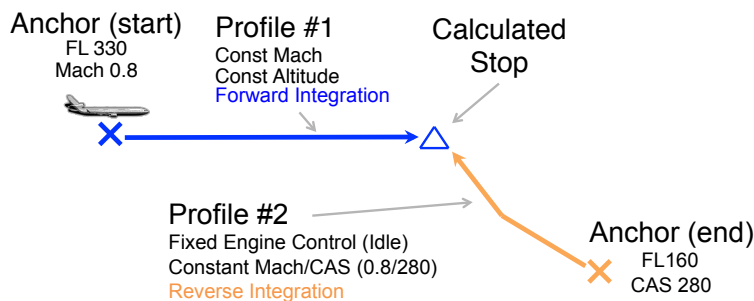 Anchor (start)
FL 330
Mach 0.8
Profile #1
Const Mach
Const Altitude
Forward Integration
Calculated
Stop
Profile #2
Fixed Engine Control (Idle)
Constant Mach/CAS (0.8/280)
Reverse Integration
Anchor (end)
FL160
CAS 280